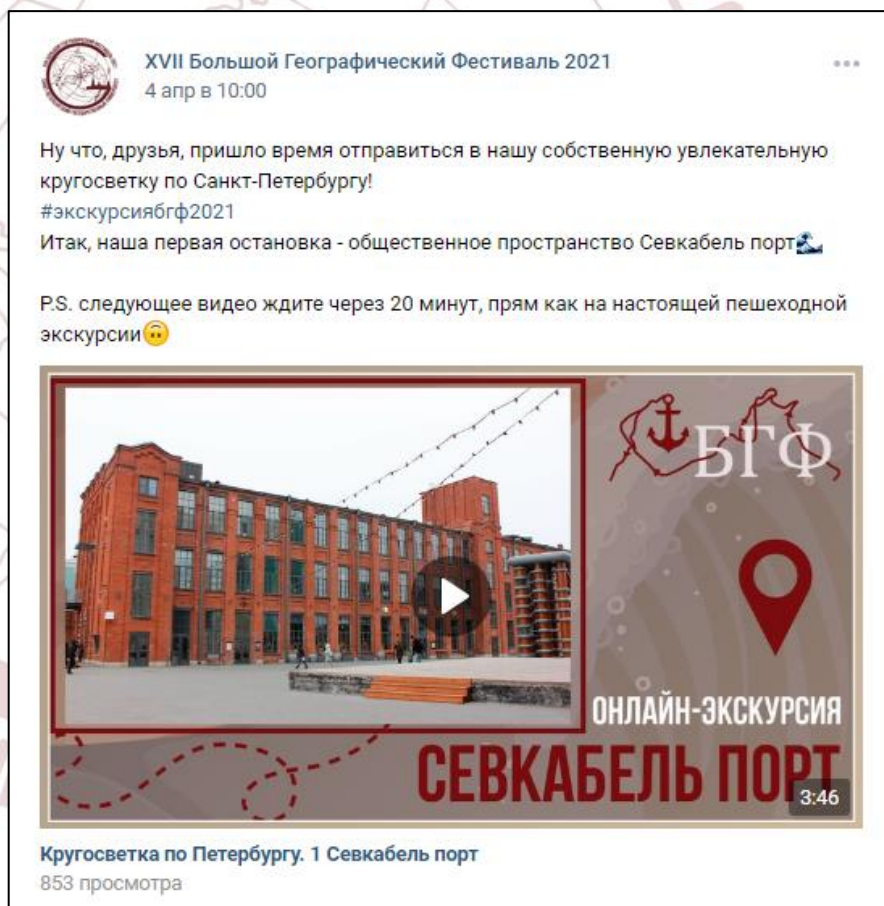 XVII Большой Географический Фестиваль 2021
4 апр в 10:00
Ну что, друзья, пришло время отправиться в нашу собственную увлекательную
кругосветку по Санкт-Петербургу!
#экскурсиябгф2021
Итак, наша первая остановка - общественное пространство Севкабель порт🌊
P.S. следующее видео ждите через 20 минут, прям как на настоящей пешеходной
экскурсии🙃
БГФ
ОНЛАЙН-ЭКСКУРСИЯ
СЕВКАБЕЛЬ ПОРТ
3:46
Кругосветка по Петербургу. 1 Севкабель порт
853 просмотра